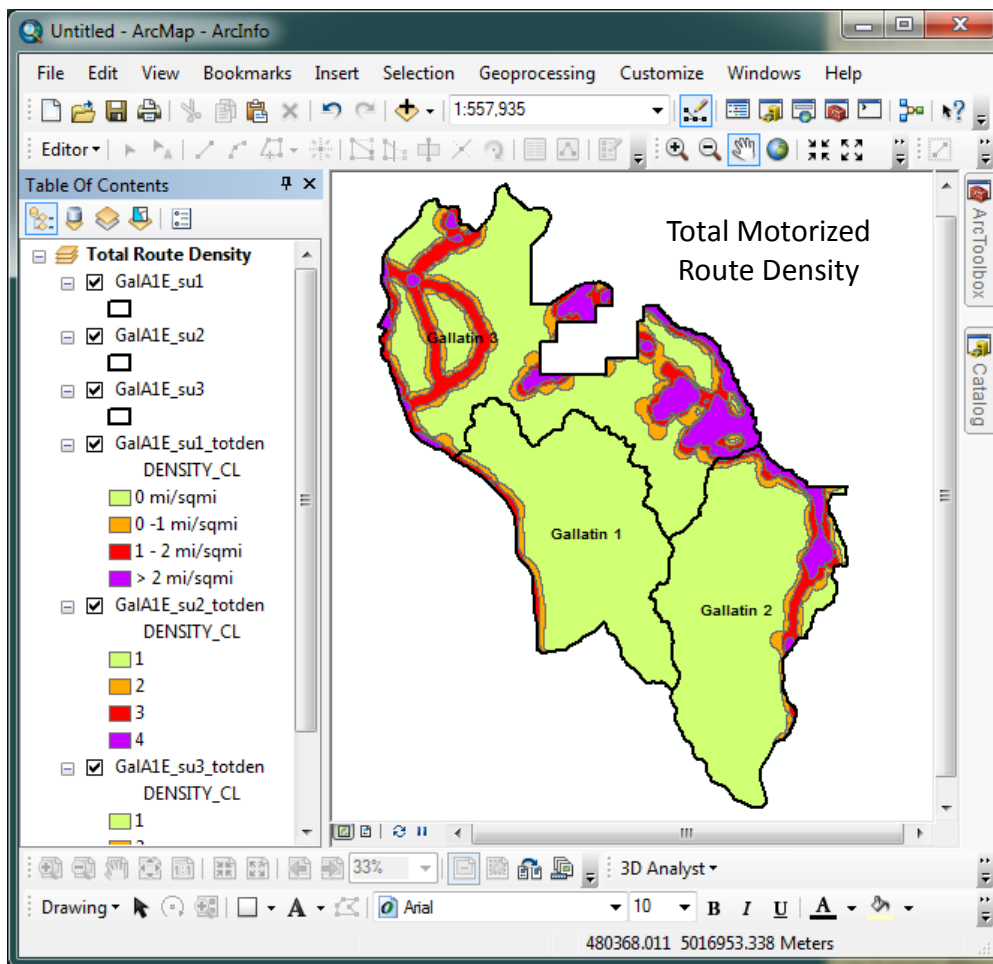 Untitled - ArcMap - ArcInfo
File Edit View Bookmarks Insert Selection Geoprocessing Customize Windows Help
1:557,935
Editor
Table Of Contents
Total Route Density
GalA1E_su1
GalA1E_su2
GalA1E_su3
GalA1E_su1_totden
DENSITY_CL
0 mi/sqmi
0 -1 mi/sqmi
1 - 2 mi/sqmi
> 2 mi/sqmi
GalA1E_su2_totden
DENSITY_CL
1
2
3
4
GalA1E_su3_totden
DENSITY_CL
1
Total Motorized
Route Density
Gallatin 3
Gallatin 1
Gallatin 2
ArcToolbox
Catalog
33%
3D Analyst
Drawing A Arial 10 B I U A
480368.011 5016953.338 Meters